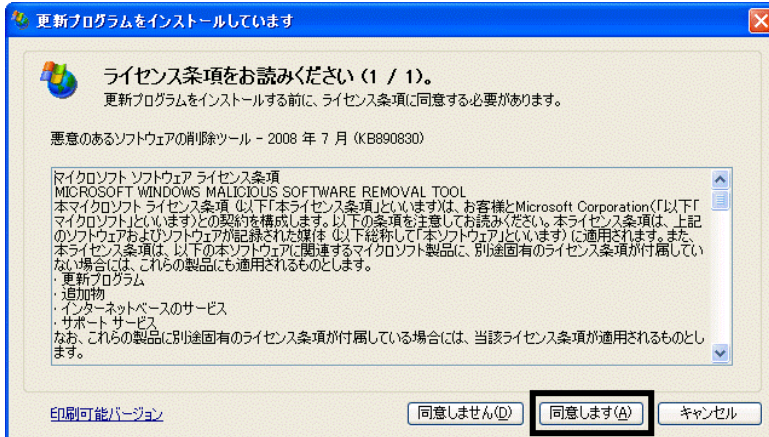 更新プログラムをインストールしています
ライセンス条項をお読みください (1 / 1)。
更新プログラムをインストールする前に、ライセンス条項に同意する必要があります。
悪意のあるソフトウェアの削除ツール - 2008 年 7 月 (KB890830)
マイクロソフト ソフトウェア ライセンス条項
MICROSOFT WINDOWS MALICIOUS SOFTWARE REMOVAL TOOL
本マイクロソフト ライセンス条項 (以下「本ライセンス条項」といいます)は、お客様とMicrosoft Corporation(「以下「
マイクロソフト」といいます)との契約を構成します。以下の条項を注意してお読みください。本ライセンス条項は、上記
のソフトウェアおよびソフトウェアが記録された媒体 (以下総称して「本ソフトウェア」といいます) に適用されます。また、
本ライセンス条項は、以下の本ソフトウェアに関連するマイクロソフト製品に、別途固有のライセンス条項が付属してい
ない場合には、これらの製品にも適用されるものとします。
・更新プログラム
・追加物
・インターネットベースのサービス
・サポート サービス
なお、これらの製品に別途固有のライセンス条項が付属している場合には、当該ライセンス条項が適用されるものとし
ます。
印刷可能バージョン
同意しません(D)
同意します(A)
キャンセル